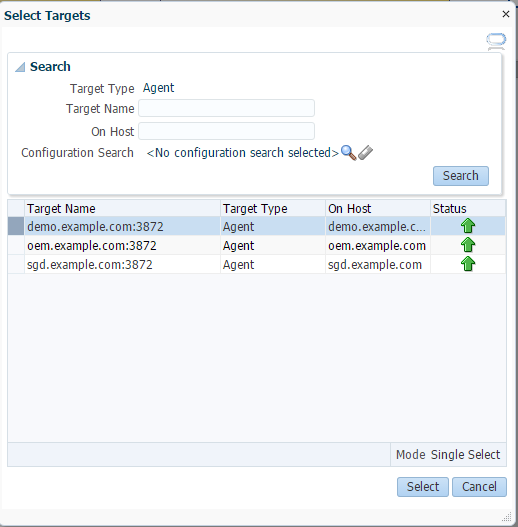 Select Targets
Search
Target Type Agent
Target Name
On Host
Configuration Search <No configuration search selected>
Search
Target Name Target Type On Host Status
demo.example.com:3872 Agent demo.example.c...
oem.example.com:3872 Agent oem.example.com
sgd.example.com:3872 Agent sgd.example.com
Mode Single Select
Select Cancel